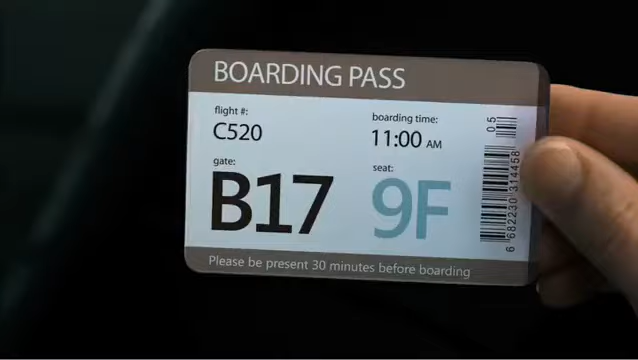 BOARDING PASS
flight #:
C520
boarding time:
11:00 AM
gate:
B17
seat:
9F
Please be present 30 minutes before boarding
05
6 682230 314458